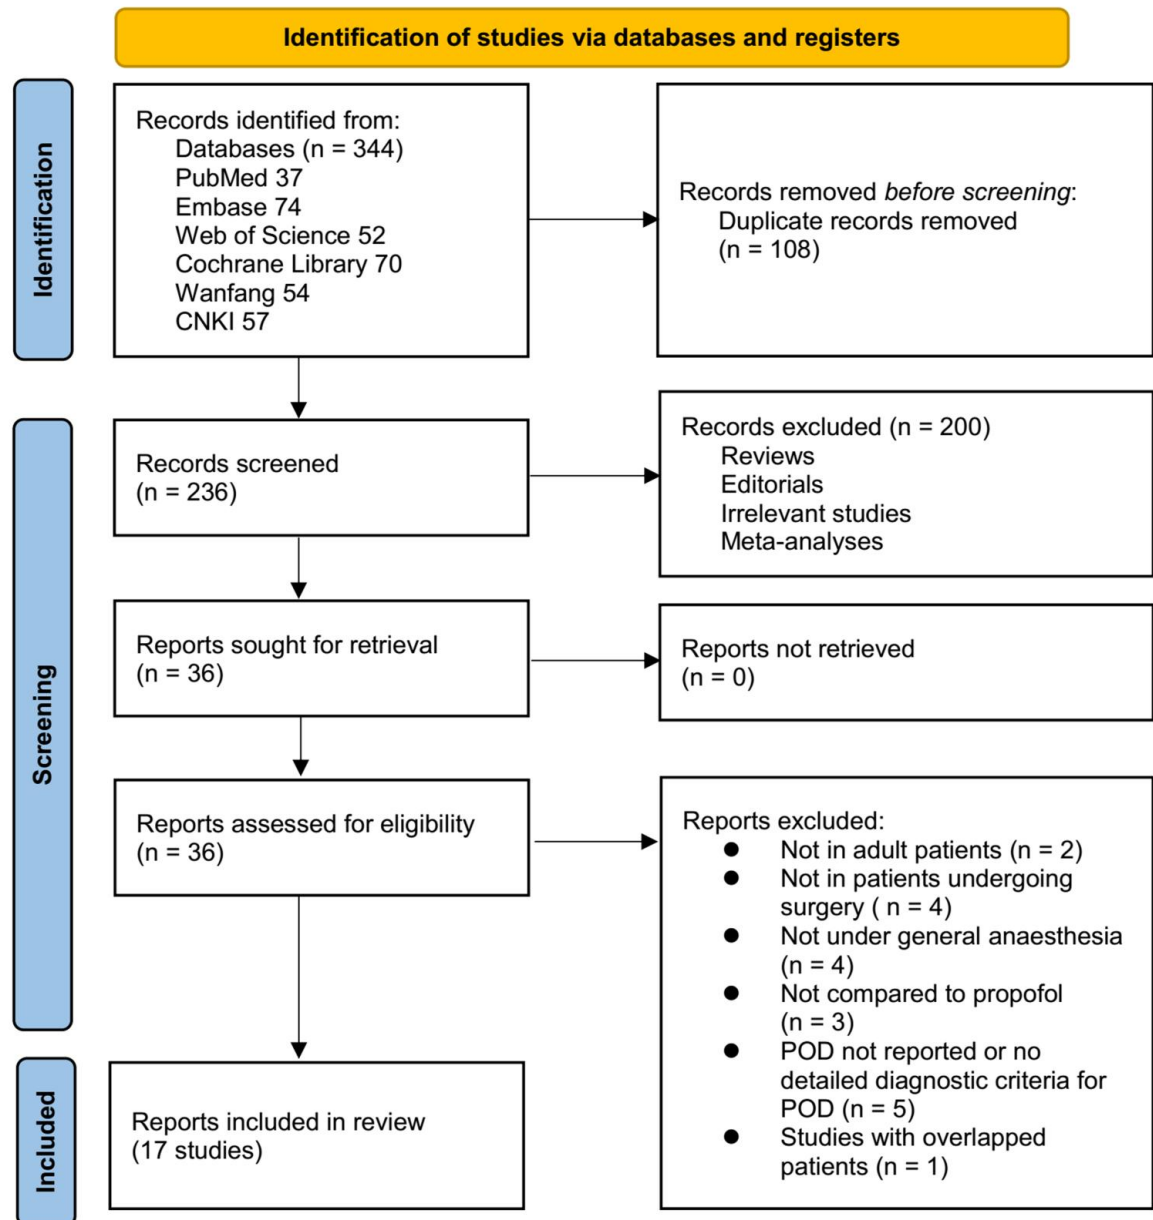 Identification of studies via databases and registers
Identification
Records identified from:
Databases (n = 344)
PubMed 37
Embase 74
Web of Science 52
Cochrane Library 70
Wanfang 54
CNKI 57
Records removed before screening:
Duplicate records removed
(n = 108)
Screening
Records screened
(n = 236)
Records excluded (n = 200)
Reviews
Editorials
Irrelevant studies
Meta-analyses
Reports sought for retrieval
(n = 36)
Reports not retrieved
(n = 0)
Reports assessed for eligibility
(n = 36)
Reports excluded:
● Not in adult patients (n = 2)
● Not in patients undergoing
surgery ( n = 4)
● Not under general anaesthesia
(n = 4)
● Not compared to propofol
(n = 3)
● POD not reported or no
detailed diagnostic criteria for
POD (n = 5)
● Studies with overlapped
patients (n = 1)
Included
Reports included in review
(17 studies)